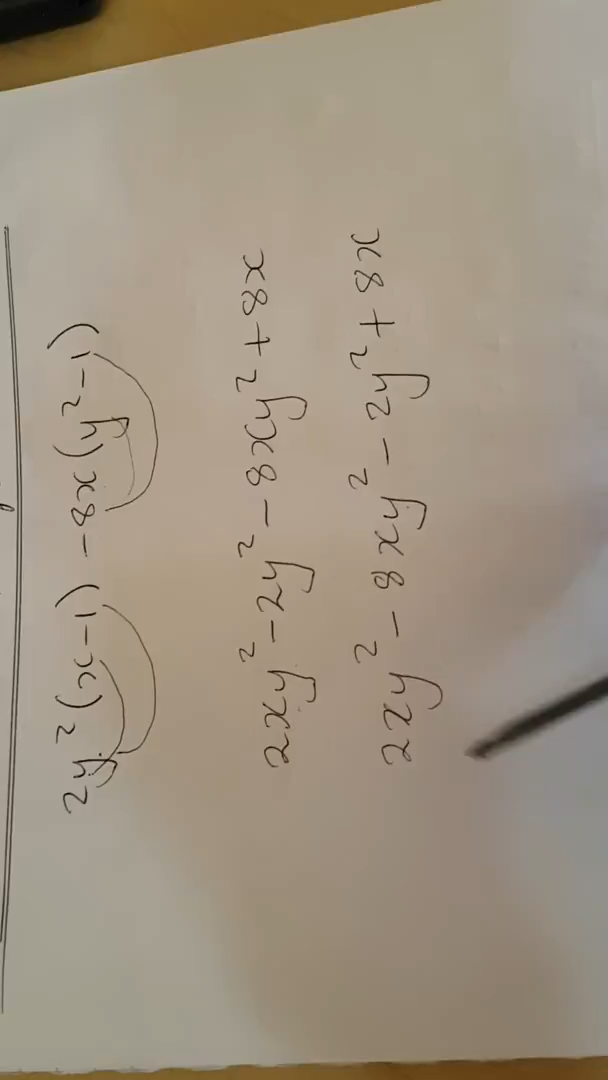 2y²(x-1) - 8x(y²-1)
2xy² - 2y² - 8xy² + 8x
2xy² - 8xy² - 2y² + 8x